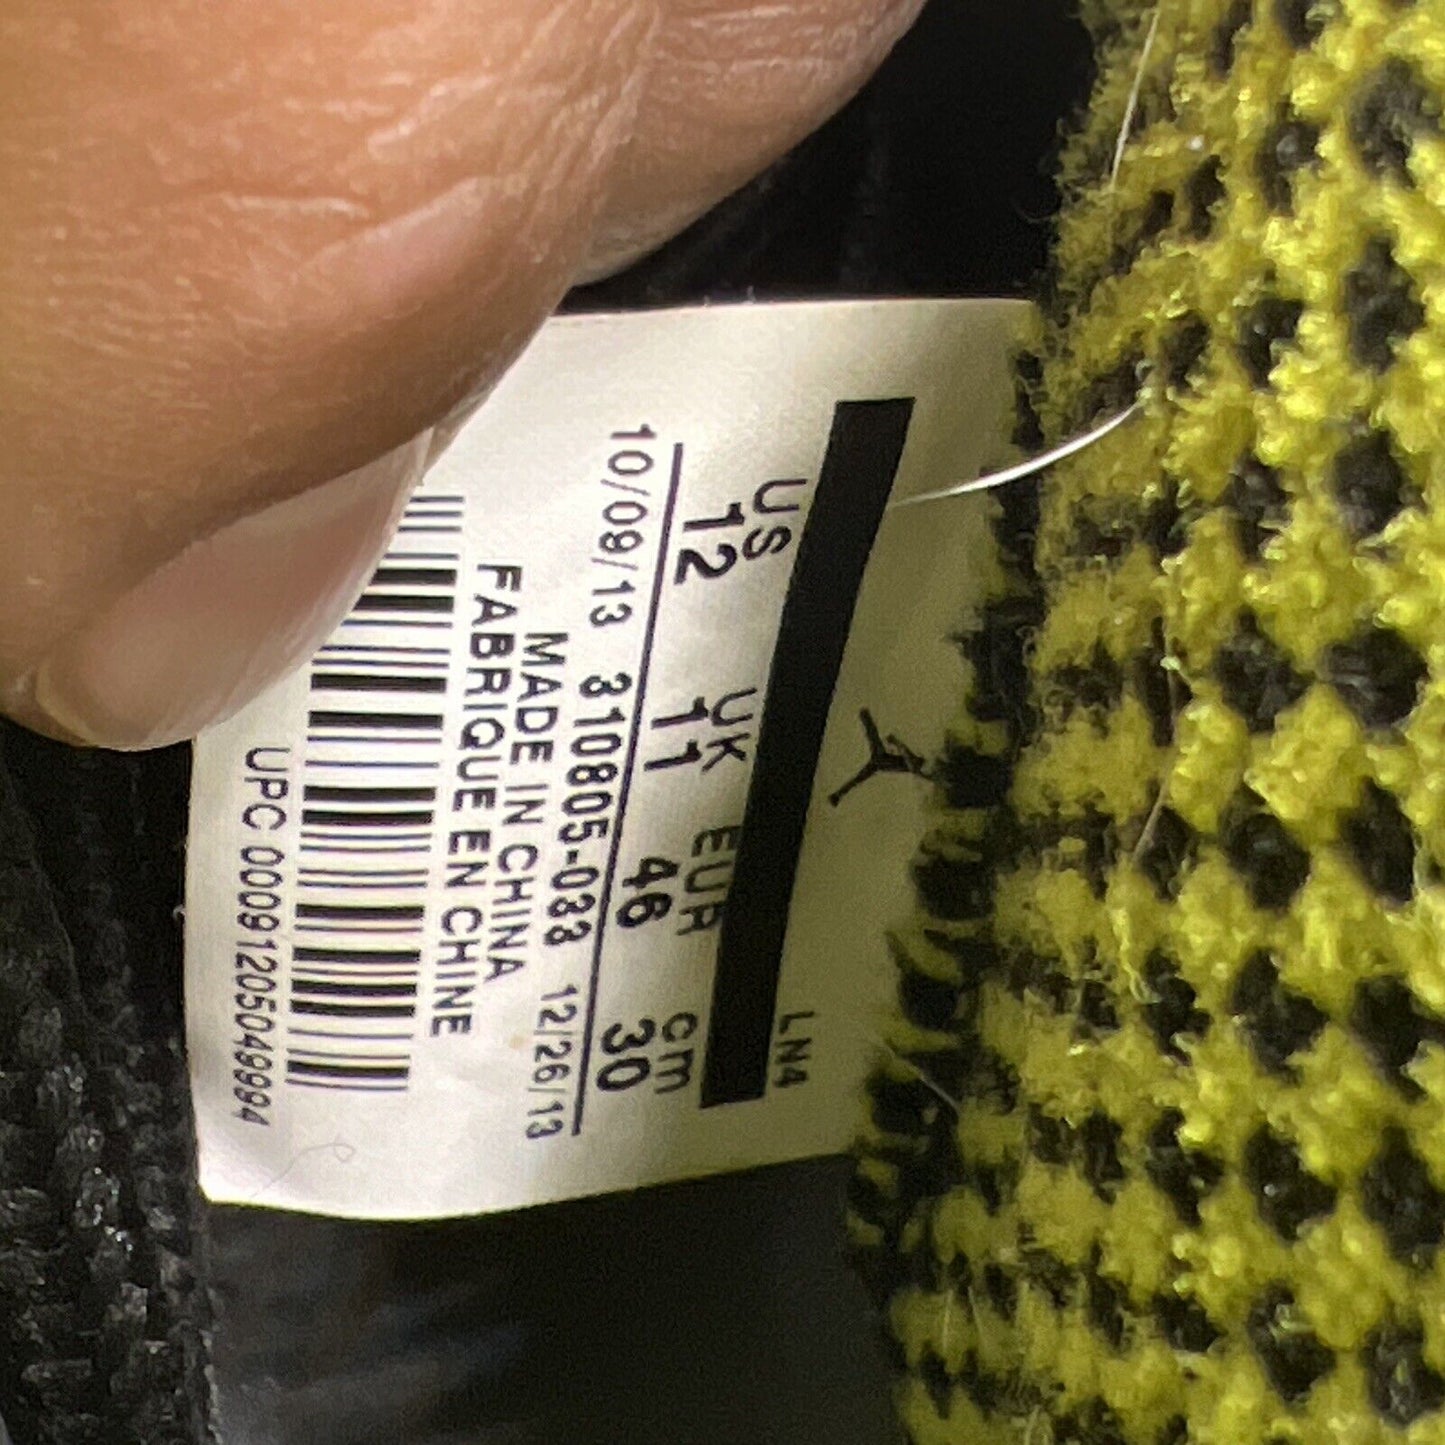 LN4
US UK EUR cm
12 11 46 30
10/09/13 310805-033 12/26/13
MADE IN CHINA
FABRIQUE EN CHINE
UPC 00091205049994